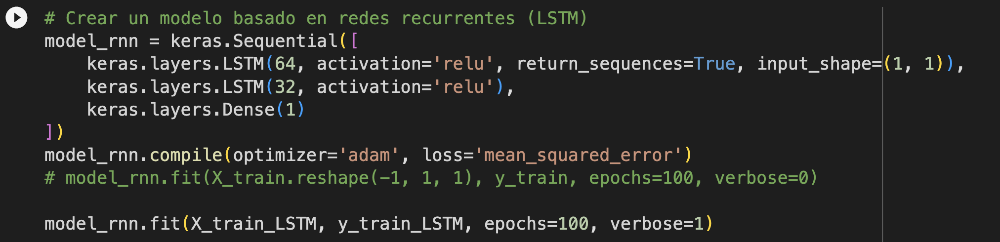 # Crear un modelo basado en redes recurrentes (LSTM)
model_rnn = keras.Sequential([
    keras.layers.LSTM(64, activation='relu', return_sequences=True, input_shape=(1, 1)),
    keras.layers.LSTM(32, activation='relu'),
    keras.layers.Dense(1)
])
model_rnn.compile(optimizer='adam', loss='mean_squared_error')
# model_rnn.fit(X_train.reshape(-1, 1, 1), y_train, epochs=100, verbose=0)
model_rnn.fit(X_train_LSTM, y_train_LSTM, epochs=100, verbose=1)